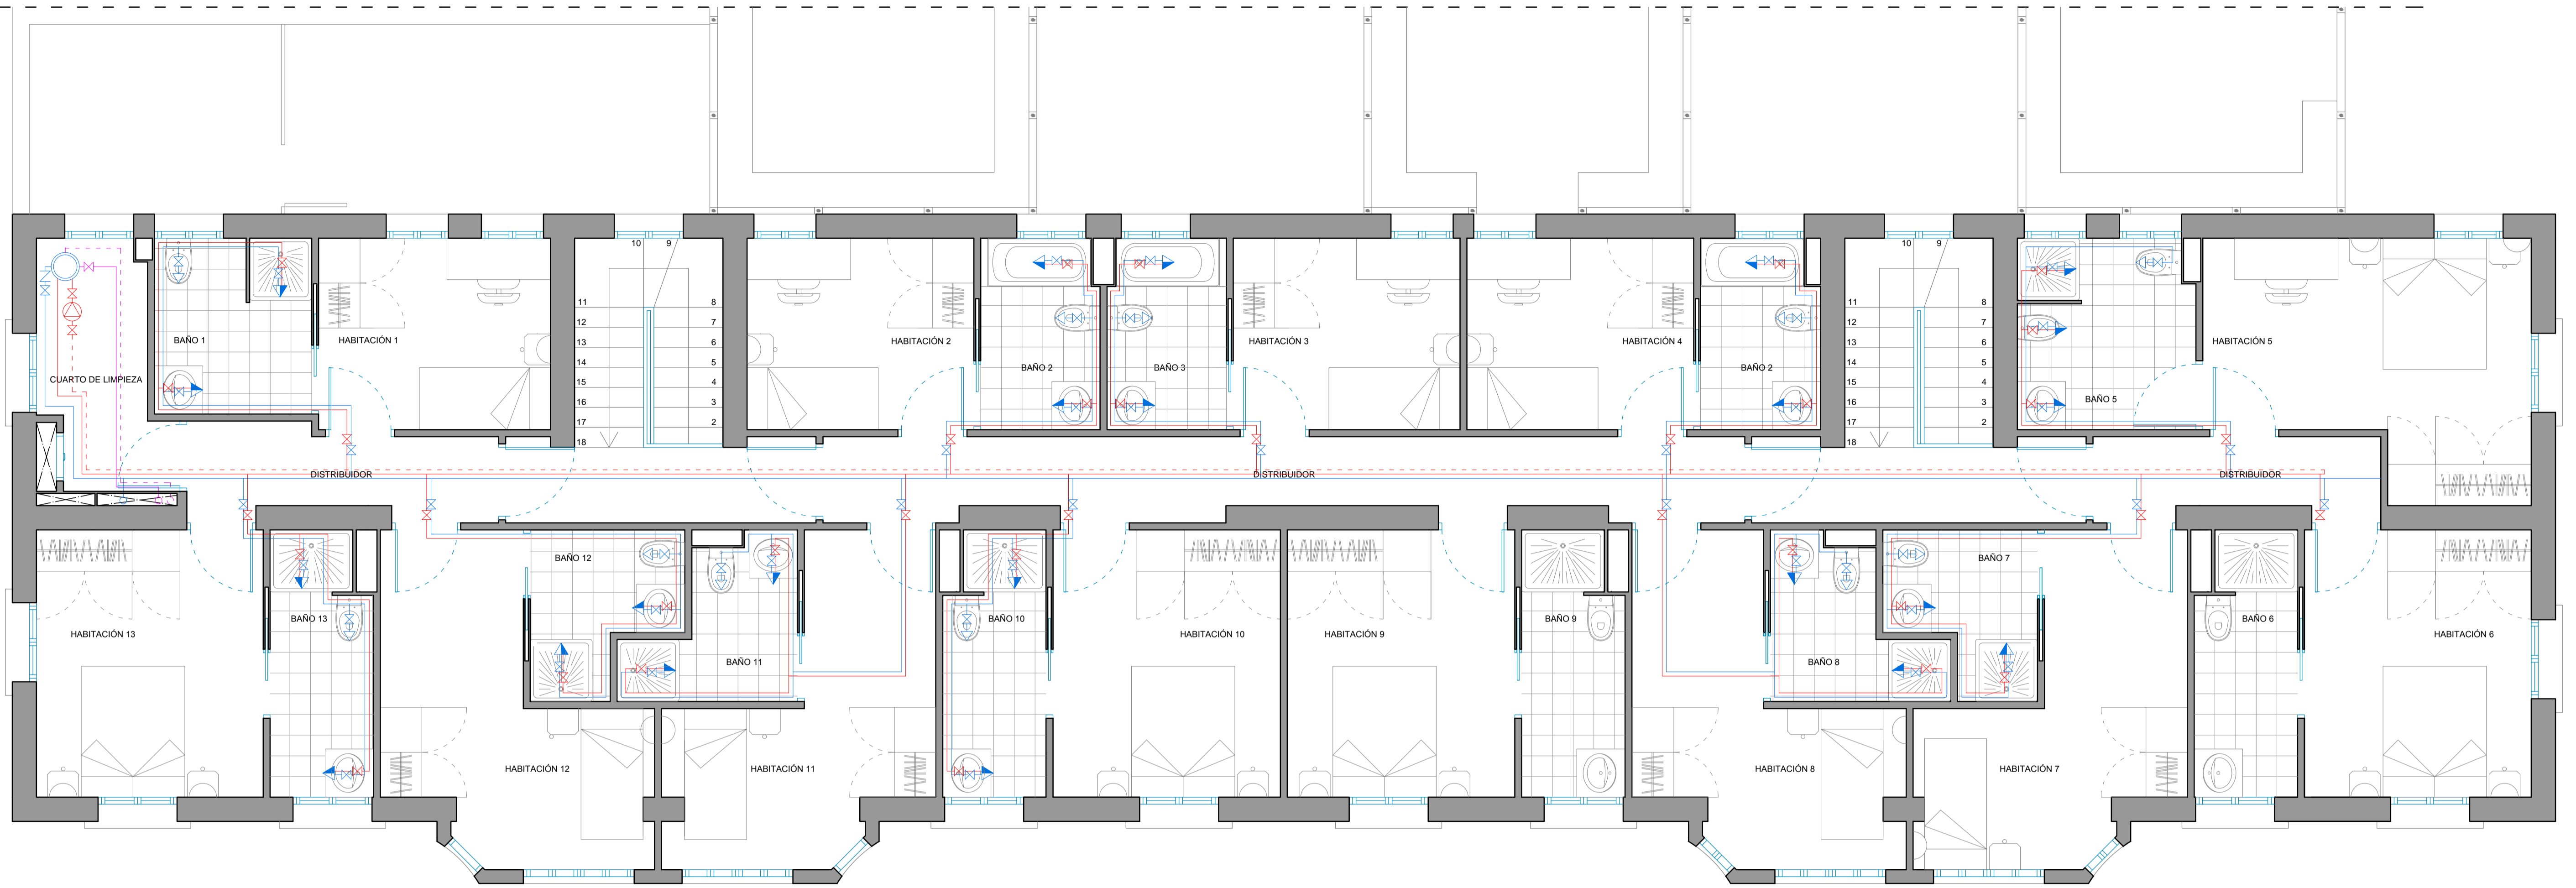 10 9
10 9
11 8
12 7
13 6
14 5
15 4
16 3
17 2
18
11 8
12 7
13 6
14 5
15 4
16 3
17 2
18
BAÑO 1
HABITACIÓN 1
HABITACIÓN 2
BAÑO 2
BAÑO 3
HABITACIÓN 3
HABITACIÓN 4
BAÑO 2
BAÑO 5
HABITACIÓN 5
CUARTO DE LIMPIEZA
DISTRIBUIDOR
DISTRIBUIDOR
DISTRIBUIDOR
HABITACIÓN 13
BAÑO 13
BAÑO 12
HABITACIÓN 12
BAÑO 11
HABITACIÓN 11
BAÑO 10
HABITACIÓN 10
HABITACIÓN 9
BAÑO 9
BAÑO 8
HABITACIÓN 8
BAÑO 7
HABITACIÓN 7
BAÑO 6
HABITACIÓN 6